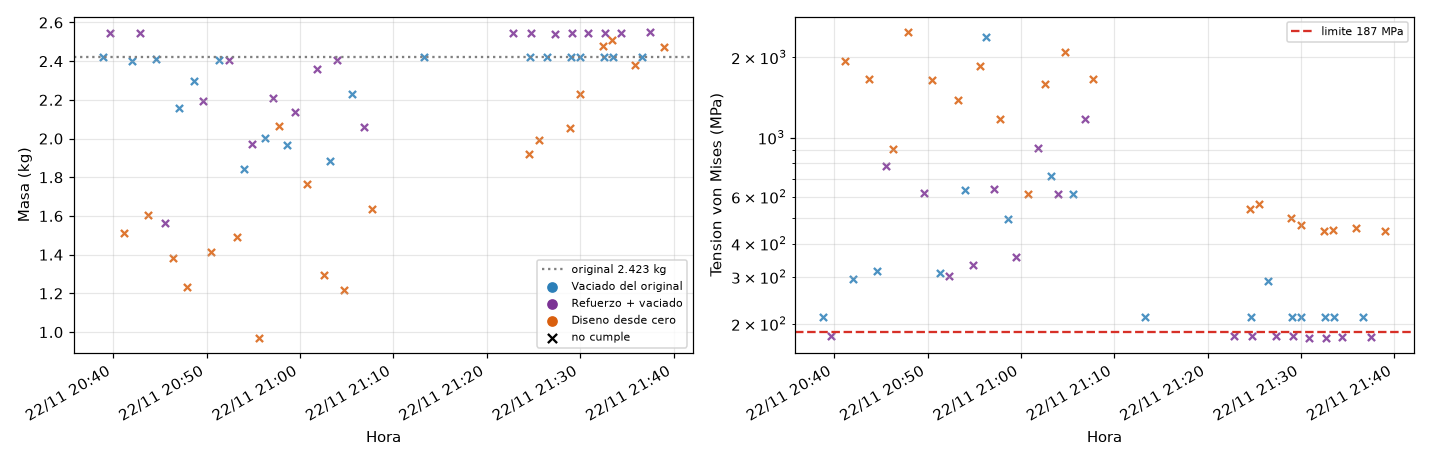 2.6
2.4
2.2
2.0
1.8
1.6
1.4
1.2
1.0
Masa (kg)
original 2.423 kg
Vaciado del original
Refuerzo + vaciado
Diseno desde cero
no cumple
22/11 20:40
22/11 20:50
22/11 21:00
22/11 21:10
22/11 21:20
22/11 21:30
22/11 21:40
Hora
limite 187 MPa
2 × 10³
10³
6 × 10²
4 × 10²
3 × 10²
2 × 10²
Tension von Mises (MPa)
22/11 20:40
22/11 20:50
22/11 21:00
22/11 21:10
22/11 21:20
22/11 21:30
22/11 21:40
Hora